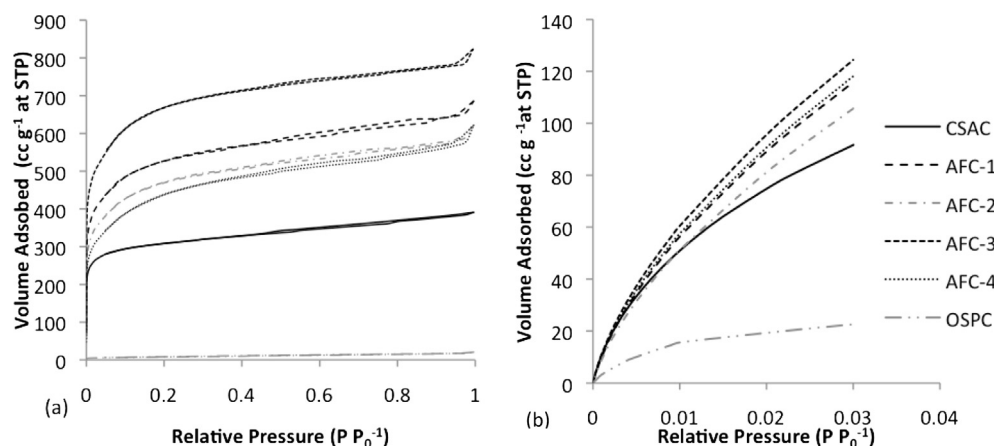 900
800
700
600
500
400
300
200
100
0
Volume Adsorbed (cc g⁻¹ at STP)
0 0.2 0.4 0.6 0.8 1
(a)
Relative Pressure (P P₀⁻¹)
140
120
100
80
60
40
20
0
Volume Adsorbed (cc g⁻¹at STP)
0 0.01 0.02 0.03 0.04
(b)
Relative Pressure (P P₀⁻¹)
CSAC
AFC-1
AFC-2
AFC-3
AFC-4
OSPC